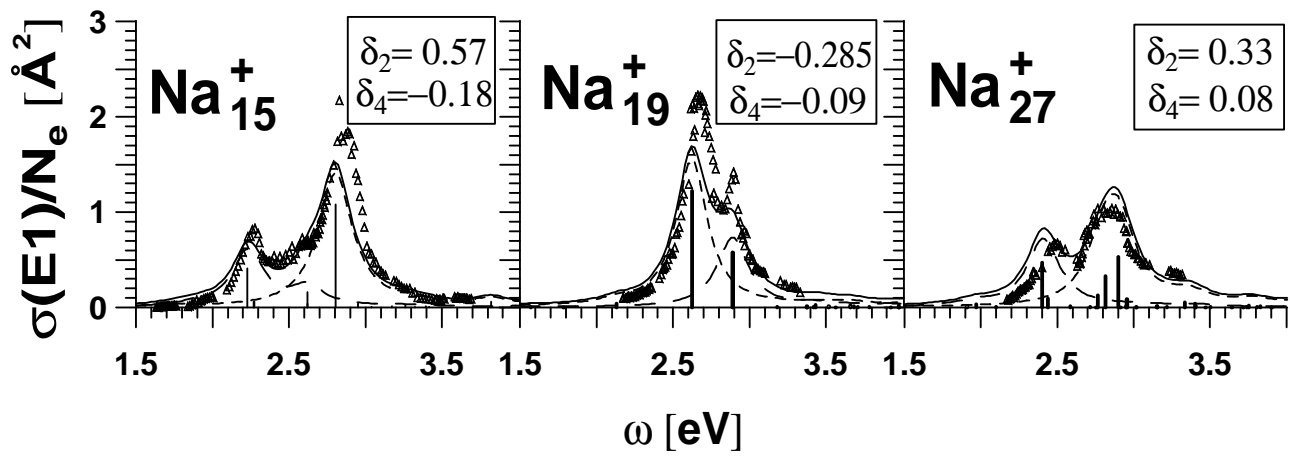 σ(E1)/Nₑ [Å²]
3
2
1
0
Na₁₅⁺
δ₂= 0.57
δ₄=−0.18
Na₁₉⁺
δ₂=−0.285
δ₄=−0.09
Na₂₇⁺
δ₂= 0.33
δ₄= 0.08
1.5 2.5 3.5 1.5 2.5 3.5 1.5 2.5 3.5
ω [eV]